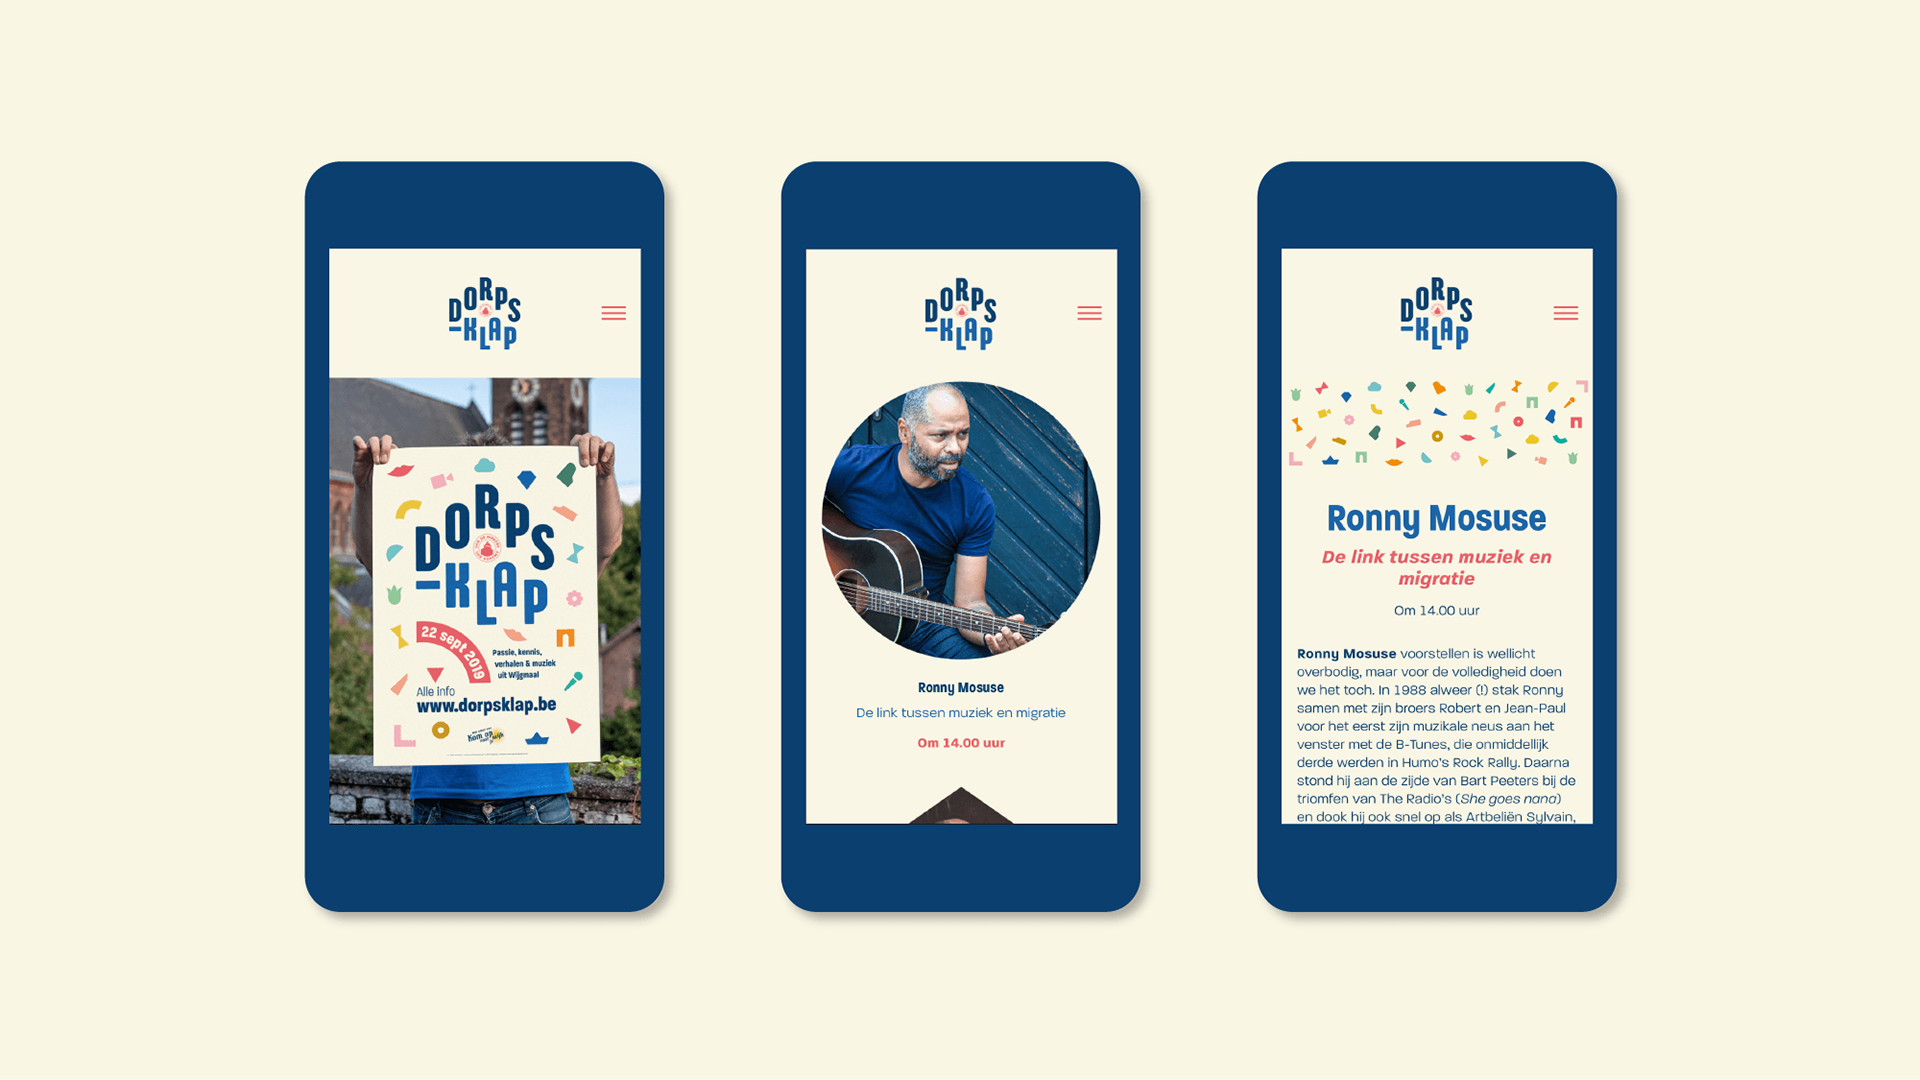 DORPS
-KLAP
DORPS
-KLAP
22 sept 2019
Passie, kennis,
verhalen & muziek
uit Wijgmaal
Alle info
www.dorpsklap.be
DORPS
-KLAP
Ronny Mosuse
De link tussen muziek en migratie
Om 14.00 uur
DORPS
-KLAP
Ronny Mosuse
De link tussen muziek en
migratie
Om 14.00 uur
Ronny Mosuse voorstellen is wellicht
overbodig, maar voor de volledigheid doen
we het toch. In 1988 alweer (!) stak Ronny
samen met zijn broers Robert en Jean-Paul
voor het eerst zijn muzikale neus aan het
venster met de B-Tunes, die onmiddellijk
derde werden in Humo's Rock Rally. Daarna
stond hij aan de zijde van Bart Peeters bij de
triomfen van The Radio's (She goes nana)
en dook hij ook snel op als Artbeliën Sylvain,